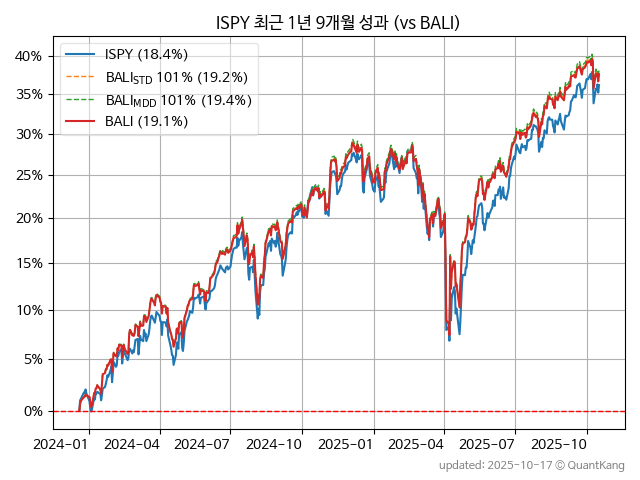 ISPY 최근 1년 9개월 성과 (vs BALI)
ISPY (18.4%)
BALI_STD 101% (19.2%)
BALI_MDD 101% (19.4%)
BALI (19.1%)
40%
35%
30%
25%
20%
15%
10%
5%
0%
2024-01 2024-04 2024-07 2024-10 2025-01 2025-04 2025-07 2025-10
updated: 2025-10-17 © QuantKang